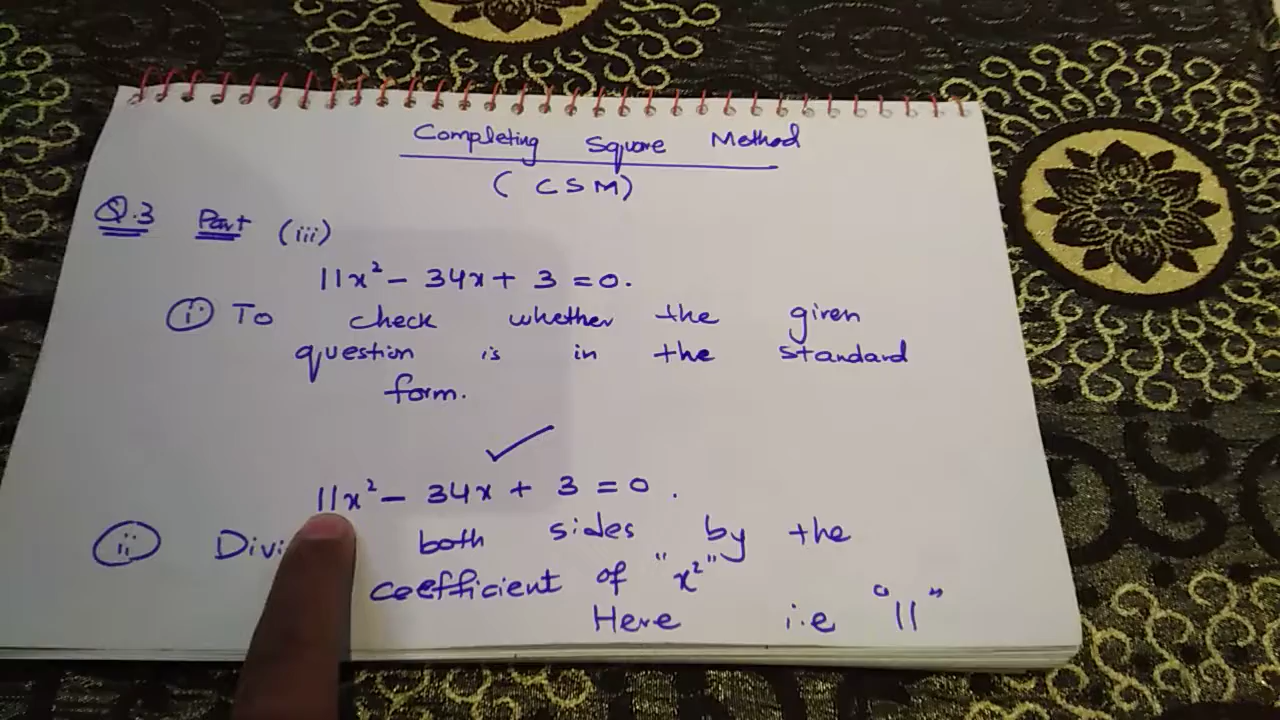 Completing Square Method
( CSM)
Q.3 Part (iii)
11x² - 34x + 3 = 0.
(i) To check whether the given
question is in the standard
form.
✓
11x² - 34x + 3 = 0 .
(ii) Divi both sides by the
coefficient of "x²"
Here i.e "11"